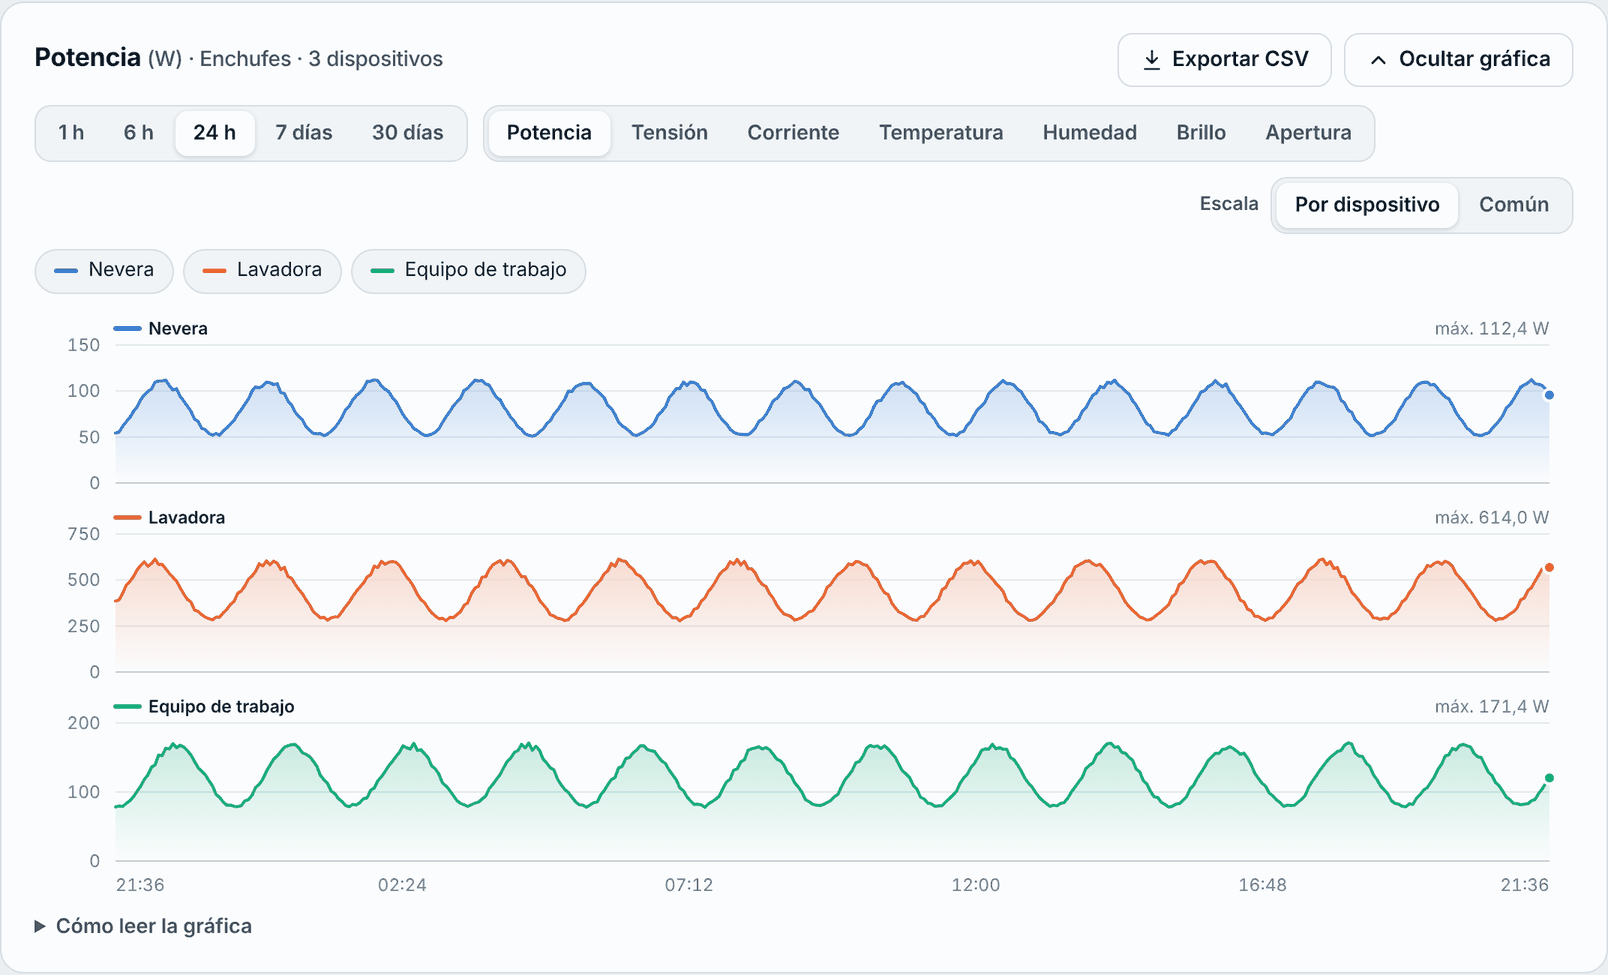 Potencia (W) · Enchufes · 3 dispositivos
Exportar CSV
Ocultar gráfica
1 h 6 h 24 h 7 días 30 días
Potencia Tensión Corriente Temperatura Humedad Brillo Apertura
Escala Por dispositivo Común
Nevera Lavadora Equipo de trabajo
Nevera máx. 112,4 W
150
100
50
0
Lavadora máx. 614,0 W
750
500
250
0
Equipo de trabajo máx. 171,4 W
200
100
0
21:36 02:24 07:12 12:00 16:48 21:36
Cómo leer la gráfica